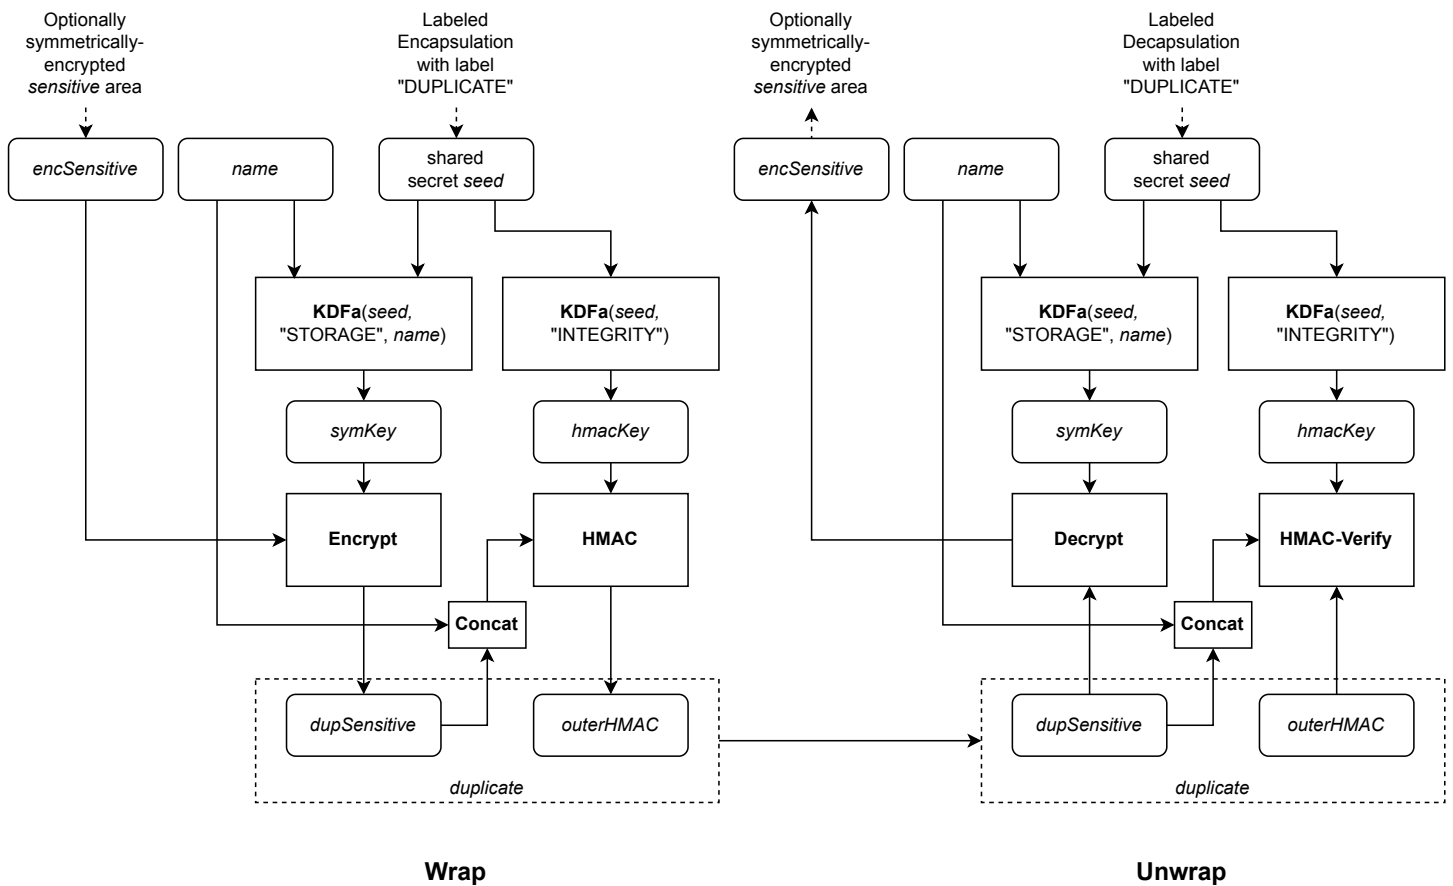 Optionally
symmetrically-
encrypted
sensitive area
Labeled
Encapsulation
with label
"DUPLICATE"
encSensitive
name
shared
secret seed
KDFa(seed,
"STORAGE", name)
KDFa(seed,
"INTEGRITY")
symKey
hmacKey
Encrypt
HMAC
Concat
dupSensitive
outerHMAC
duplicate
Wrap
Optionally
symmetrically-
encrypted
sensitive area
Labeled
Decapsulation
with label
"DUPLICATE"
encSensitive
name
shared
secret seed
KDFa(seed,
"STORAGE", name)
KDFa(seed,
"INTEGRITY")
symKey
hmacKey
Decrypt
HMAC-Verify
Concat
dupSensitive
outerHMAC
duplicate
Unwrap